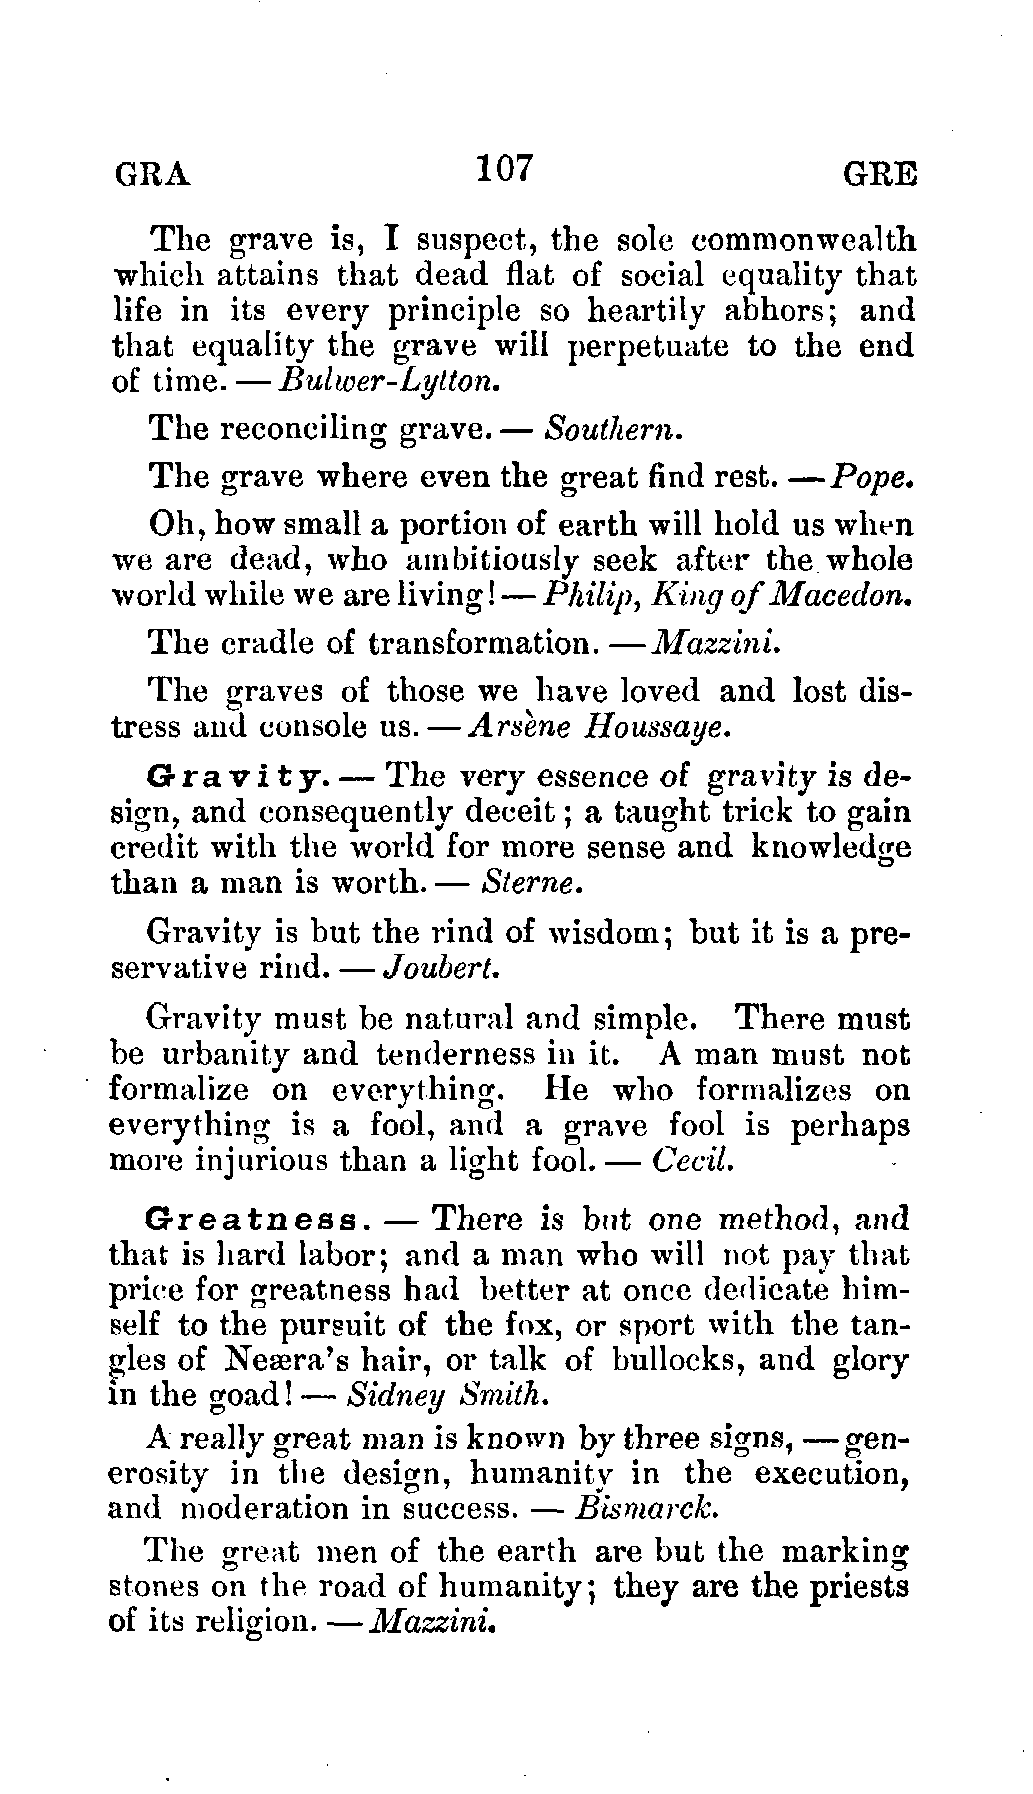 GRA 107 GRE
The grave is, I suspect, the sole commonwealth
which attains that dead flat of social equality that
life in its every principle so heartily abhors; and
that equality the grave will perpetuate to the end
of time. — Bulwer-Lytton.
The reconciling grave. — Southern.
The grave where even the great find rest. — Pope.
Oh, how small a portion of earth will hold us when
we are dead, who ambitiously seek after the whole
world while we are living! — Philip, King of Macedon.
The cradle of transformation. — Mazzini.
The graves of those we have loved and lost dis-
tress and console us. — Arsène Houssaye.
Gravity. — The very essence of gravity is de-
sign, and consequently deceit; a taught trick to gain
credit with the world for more sense and knowledge
than a man is worth. — Sterne.
Gravity is but the rind of wisdom; but it is a pre-
servative rind. — Joubert.
Gravity must be natural and simple. There must
be urbanity and tenderness in it. A man must not
formalize on everything. He who formalizes on
everything is a fool, and a grave fool is perhaps
more injurious than a light fool. — Cecil.
Greatness. — There is but one method, and
that is hard labor; and a man who will not pay that
price for greatness had better at once dedicate him-
self to the pursuit of the fox, or sport with the tan-
gles of Neæra's hair, or talk of bullocks, and glory
in the goad! — Sidney Smith.
A really great man is known by three signs, — gen-
erosity in the design, humanity in the execution,
and moderation in success. — Bismarck.
The great men of the earth are but the marking
stones on the road of humanity; they are the priests
of its religion. — Mazzini.